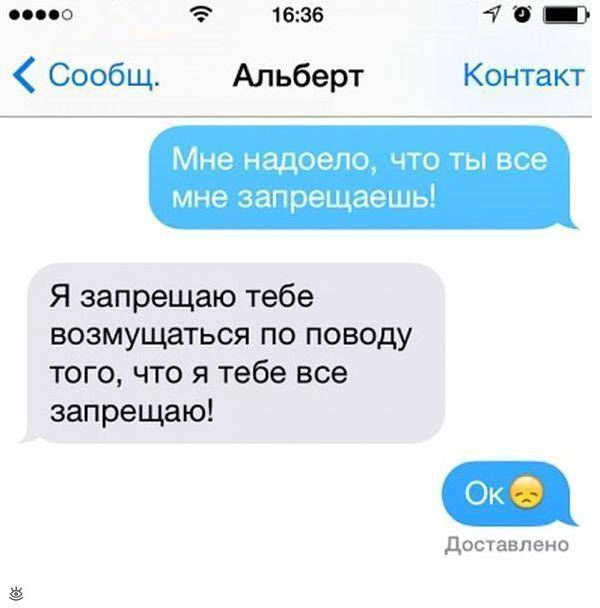 16:36
Сообщ. Альберт Контакт
Мне надоело, что ты все
мне запрещаешь!
Я запрещаю тебе
возмущаться по поводу
того, что я тебе все
запрещаю!
Ок😞
Доставлено